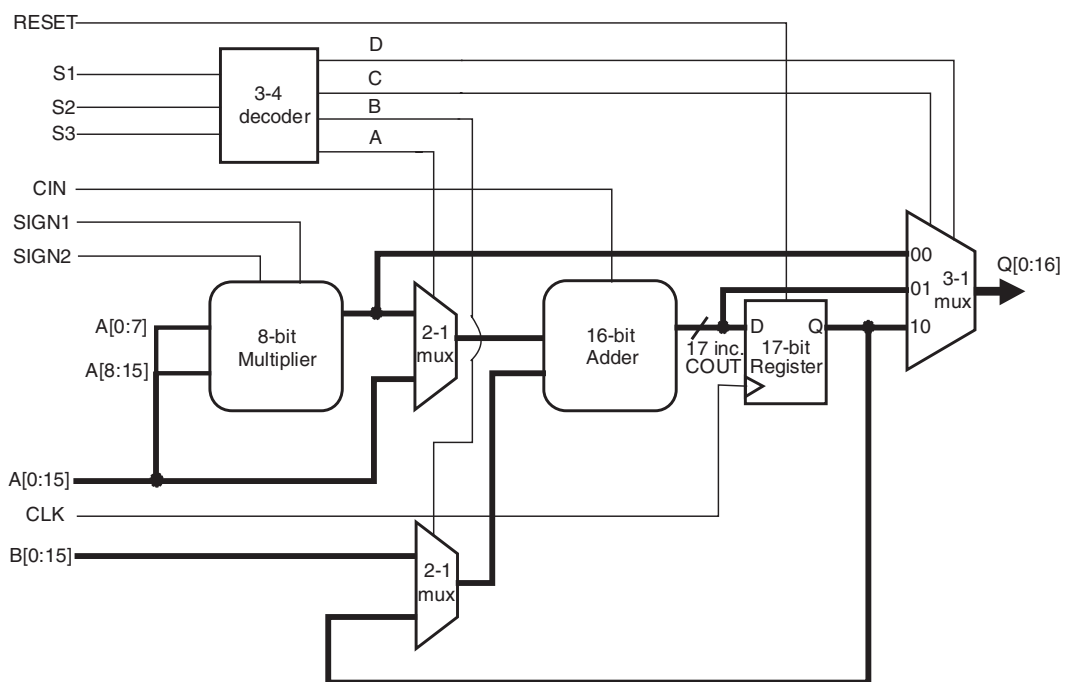 RESET
D
S1
C
3-4
decoder
S2
B
S3
A
CIN
SIGN1
SIGN2
00
Q[0:16]
3-1
mux
01
A[0:7]
8-bit
Multiplier
2-1
mux
16-bit
Adder
D
Q
10
17 inc.
COUT
17-bit
Register
A[8:15]
A[0:15]
CLK
B[0:15]
2-1
mux